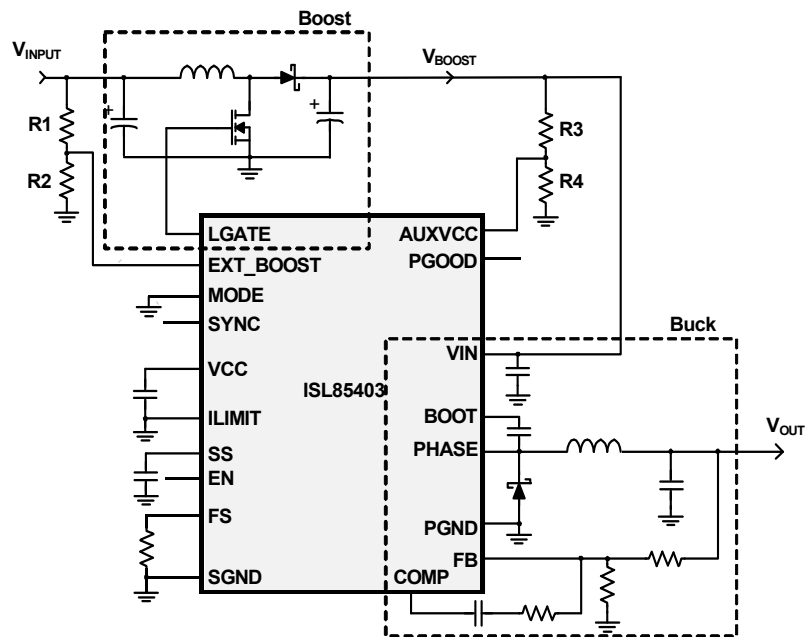 Boost
VINPUT
VBOOST
R1
R2
R3
R4
LGATE
AUXVCC
EXT_BOOST
PGOOD
MODE
SYNC
Buck
VIN
VCC
ISL85403
ILIMIT
BOOT
VOUT
SS
PHASE
EN
FS
PGND
FB
SGND
COMP
+
+